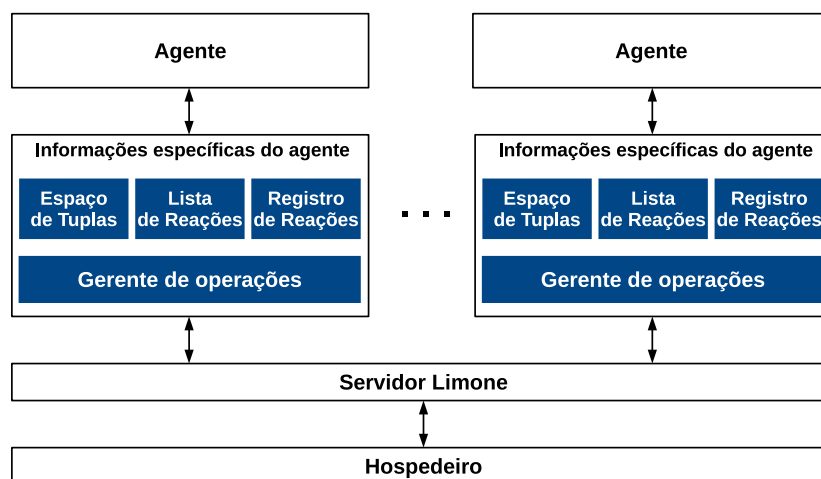 Agente
Agente
Informações específicas do agente
Informações específicas do agente
Espaço
de Tuplas
Lista
de Reações
Registro
de Reações
Espaço
de Tuplas
Lista
de Reações
Registro
de Reações
. . .
Gerente de operações
Gerente de operações
Servidor Limone
Hospedeiro